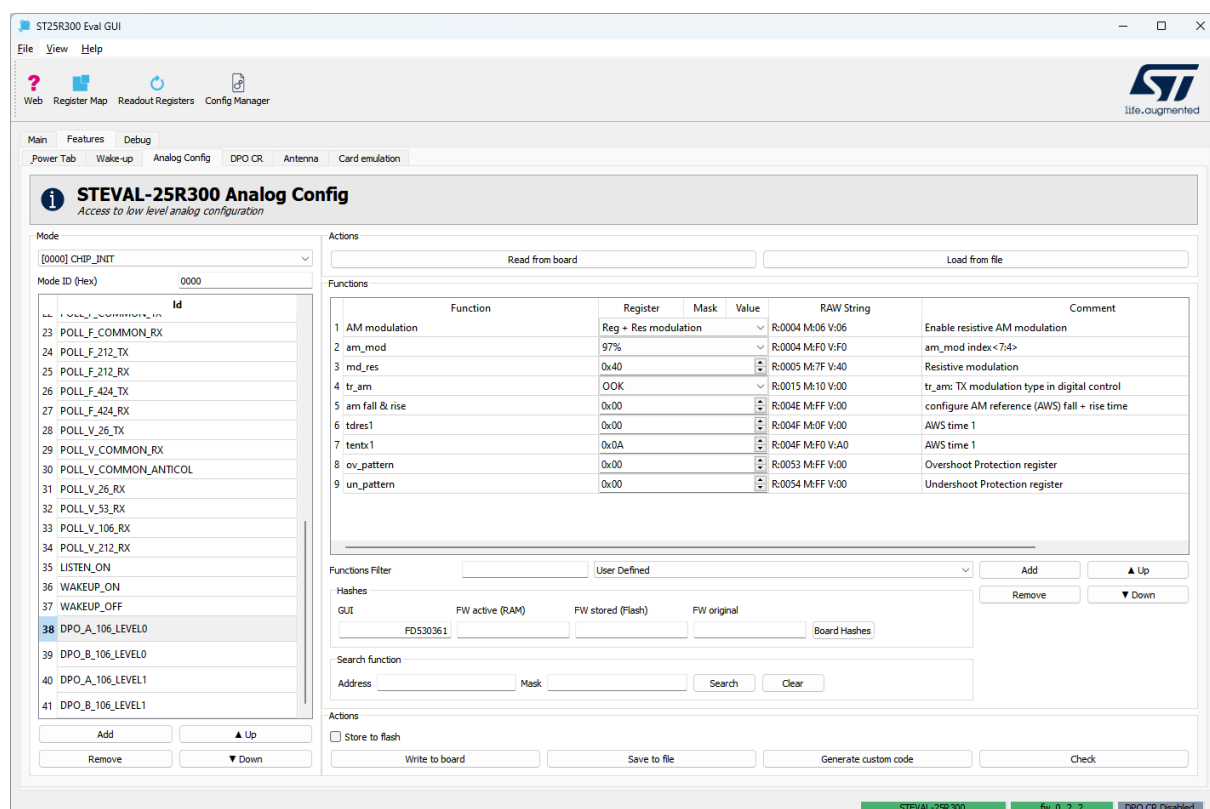 ST25R300 Eval GUI
File View Help
? Web Register Map Readout Registers Config Manager
life.augmented
Main Features Debug
Power Tab Wake-up Analog Config DPO CR Antenna Card emulation
STEVAL-25R300 Analog Config
Access to low level analog configuration
Mode
[0000] CHIP_INIT
Mode ID (Hex) 0000
Id
22 POLL_F_COMMON_TX
23 POLL_F_COMMON_RX
24 POLL_F_212_TX
25 POLL_F_212_RX
26 POLL_F_424_TX
27 POLL_F_424_RX
28 POLL_V_26_TX
29 POLL_V_COMMON_RX
30 POLL_V_COMMON_ANTICOL
31 POLL_V_26_RX
32 POLL_V_53_RX
33 POLL_V_106_RX
34 POLL_V_212_RX
35 LISTEN_ON
36 WAKEUP_ON
37 WAKEUP_OFF
38 DPO_A_106_LEVEL0
39 DPO_B_106_LEVEL0
40 DPO_A_106_LEVEL1
41 DPO_B_106_LEVEL1
Add ▲ Up
Remove ▼ Down
Actions
Read from board Load from file
Functions
Function Register Mask Value RAW String Comment
1 AM modulation Reg + Res modulation R:0004 M:06 V:06 Enable resistive AM modulation
2 am_mod 97% R:0004 M:F0 V:F0 am_mod index<7:4>
3 md_res 0x40 R:0005 M:7F V:40 Resistive modulation
4 tr_am OOK R:0015 M:10 V:00 tr_am: TX modulation type in digital control
5 am fall & rise 0x00 R:004E M:FF V:00 configure AM reference (AWS) fall + rise time
6 tdres1 0x00 R:004F M:0F V:00 AWS time 1
7 tentx1 0x0A R:004F M:F0 V:A0 AWS time 1
8 ov_pattern 0x00 R:0053 M:FF V:00 Overshoot Protection register
9 un_pattern 0x00 R:0054 M:FF V:00 Undershoot Protection register
Functions Filter User Defined Add ▲ Up
Remove ▼ Down
Hashes
GUI FW active (RAM) FW stored (Flash) FW original
FD530361 Board Hashes
Search function
Address Mask Search Clear
Actions
Store to flash
Write to board Save to file Generate custom code Check
STEVAL-25R300 fw 0_2_2 DPO CR Disabled